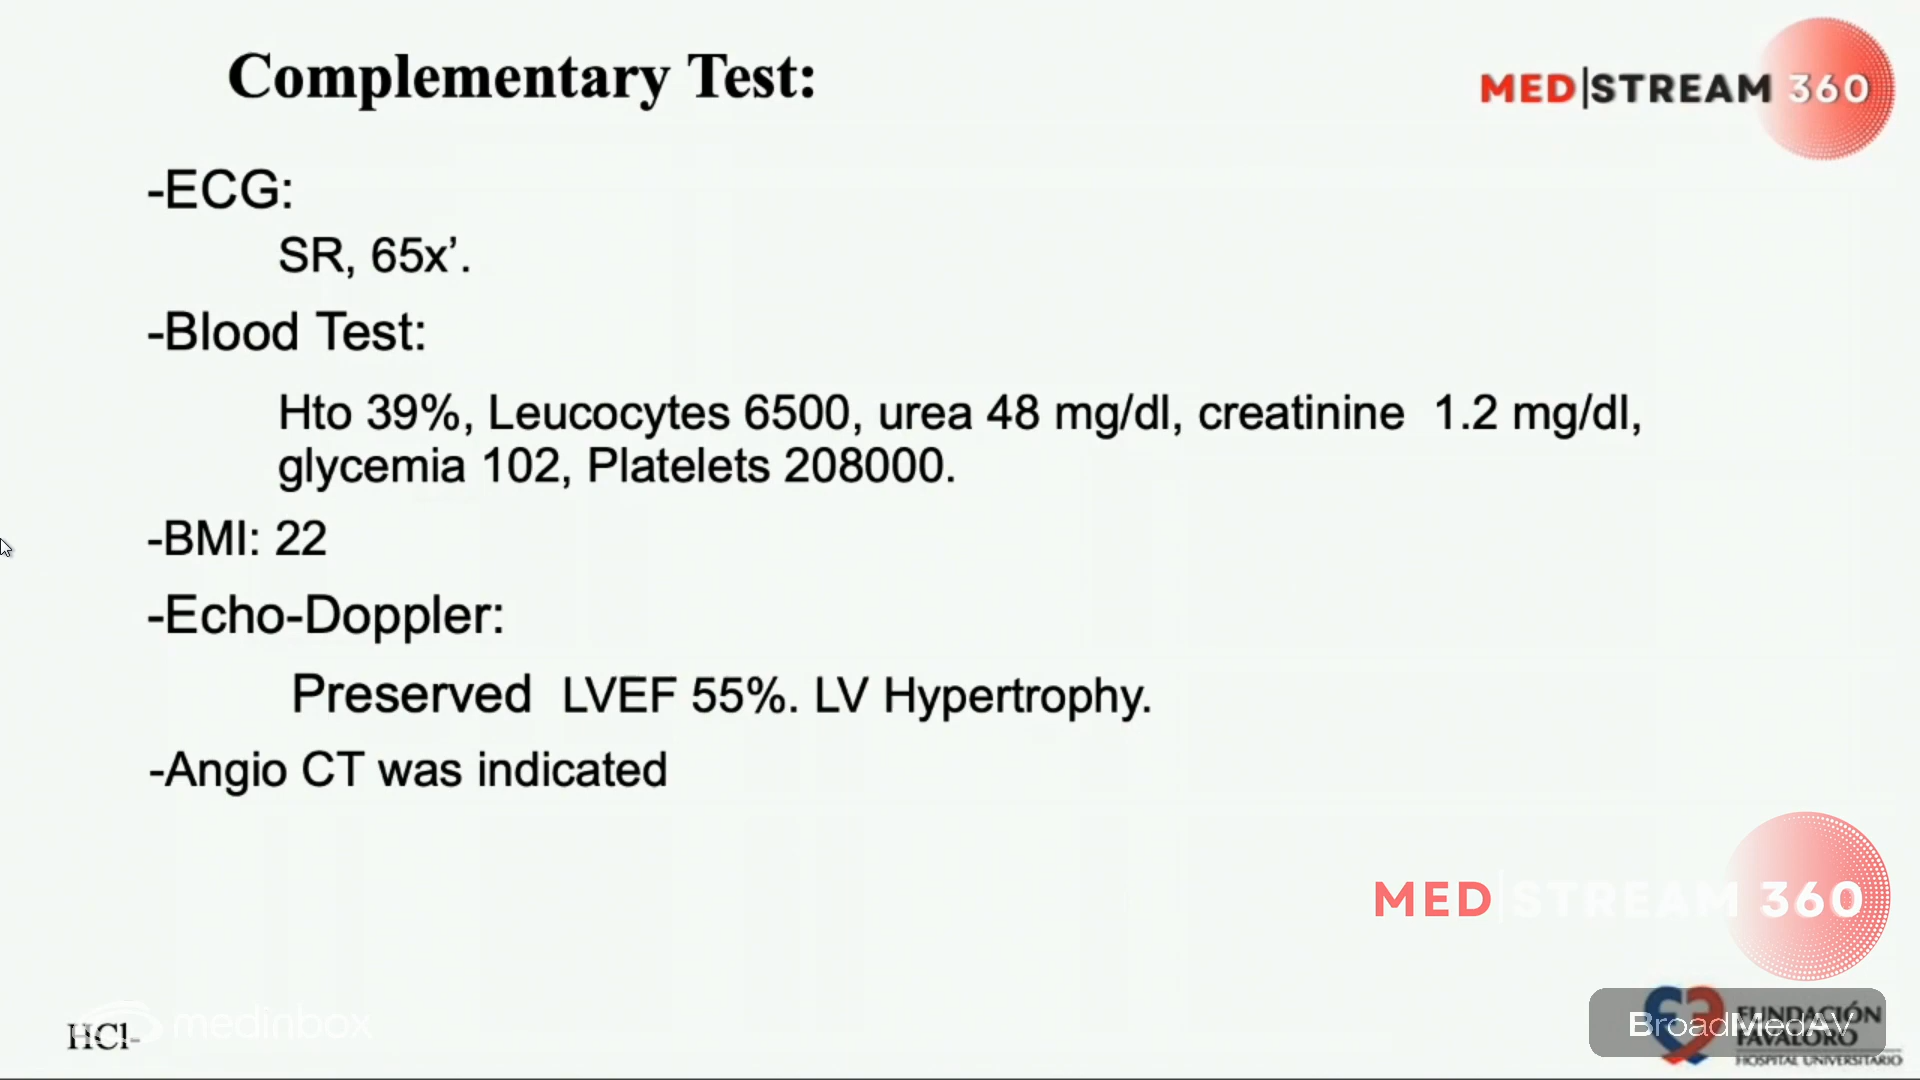 Complementary Test:
MED|STREAM 360
-ECG:
SR, 65x’.
-Blood Test:
Hto 39%, Leucocytes 6500, urea 48 mg/dl, creatinine 1.2 mg/dl,
glycemia 102, Platelets 208000.
-BMI: 22
-Echo-Doppler:
Preserved LVEF 55%. LV Hypertrophy.
-Angio CT was indicated
MED|STREAM 360
medinbox
HCl-
BroadMedAV
FUNDACIÓN
FAVALORO
HOSPITAL UNIVERSITARIO